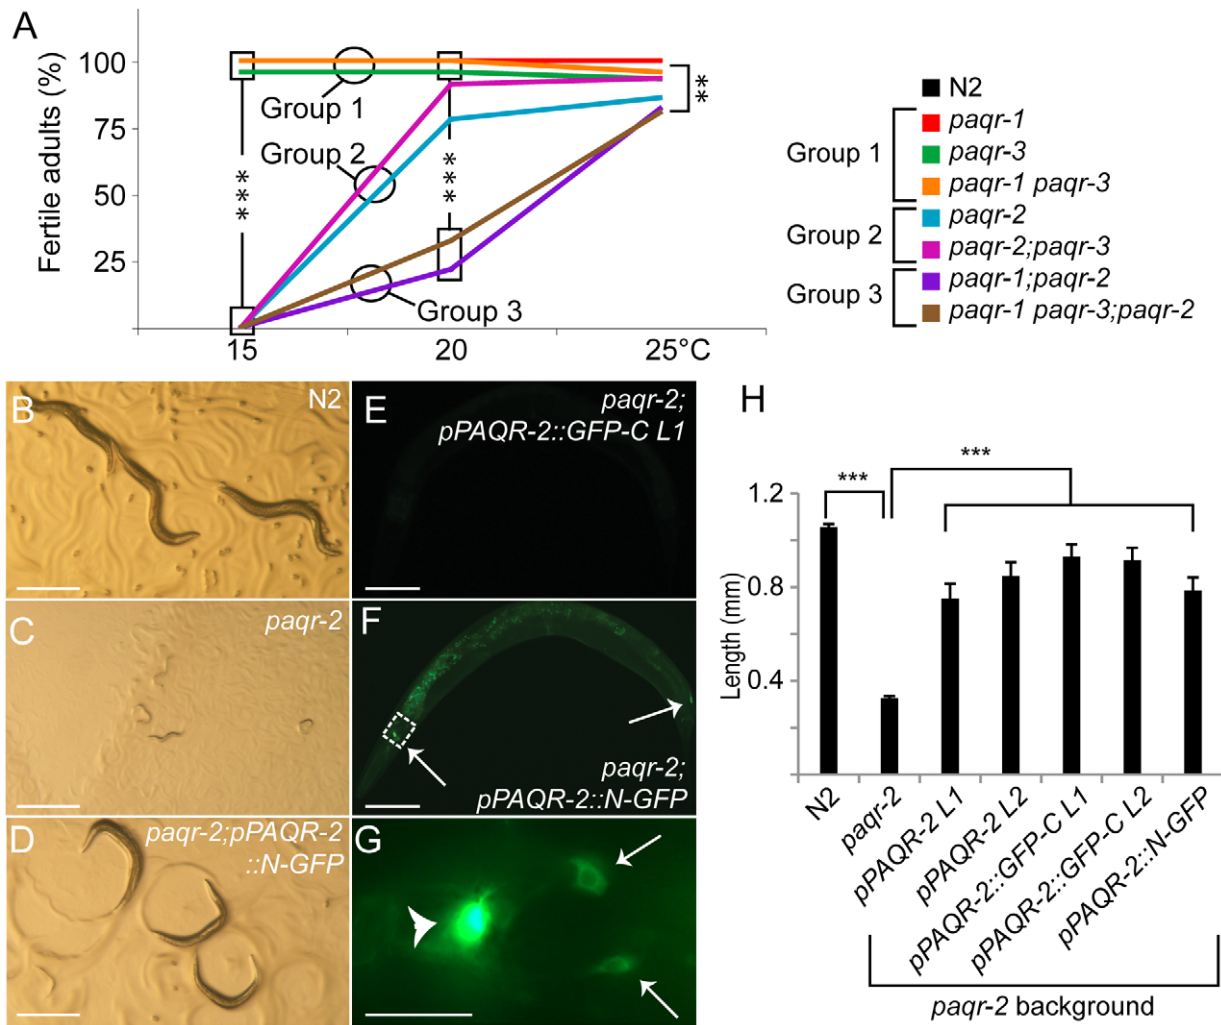 A
Fertile adults (%)
100
75
50
25
15
20
25°C
Group 1
Group 2
Group 3
***
***
**
N2
Group 1
paqr-1
paqr-3
paqr-1 paqr-3
Group 2
paqr-2
paqr-2;paqr-3
Group 3
paqr-1;paqr-2
paqr-1 paqr-3;paqr-2
B
N2
C
paqr-2
D
paqr-2;pPAQR-2
::N-GFP
E
paqr-2;
pPAQR-2::GFP-C L1
F
paqr-2;
pPAQR-2::N-GFP
G
H
Length (mm)
1.2
0.8
0.4
***
***
N2
paqr-2
pPAQR-2 L1
pPAQR-2 L2
pPAQR-2::GFP-C L1
pPAQR-2::GFP-C L2
pPAQR-2::N-GFP
paqr-2 background